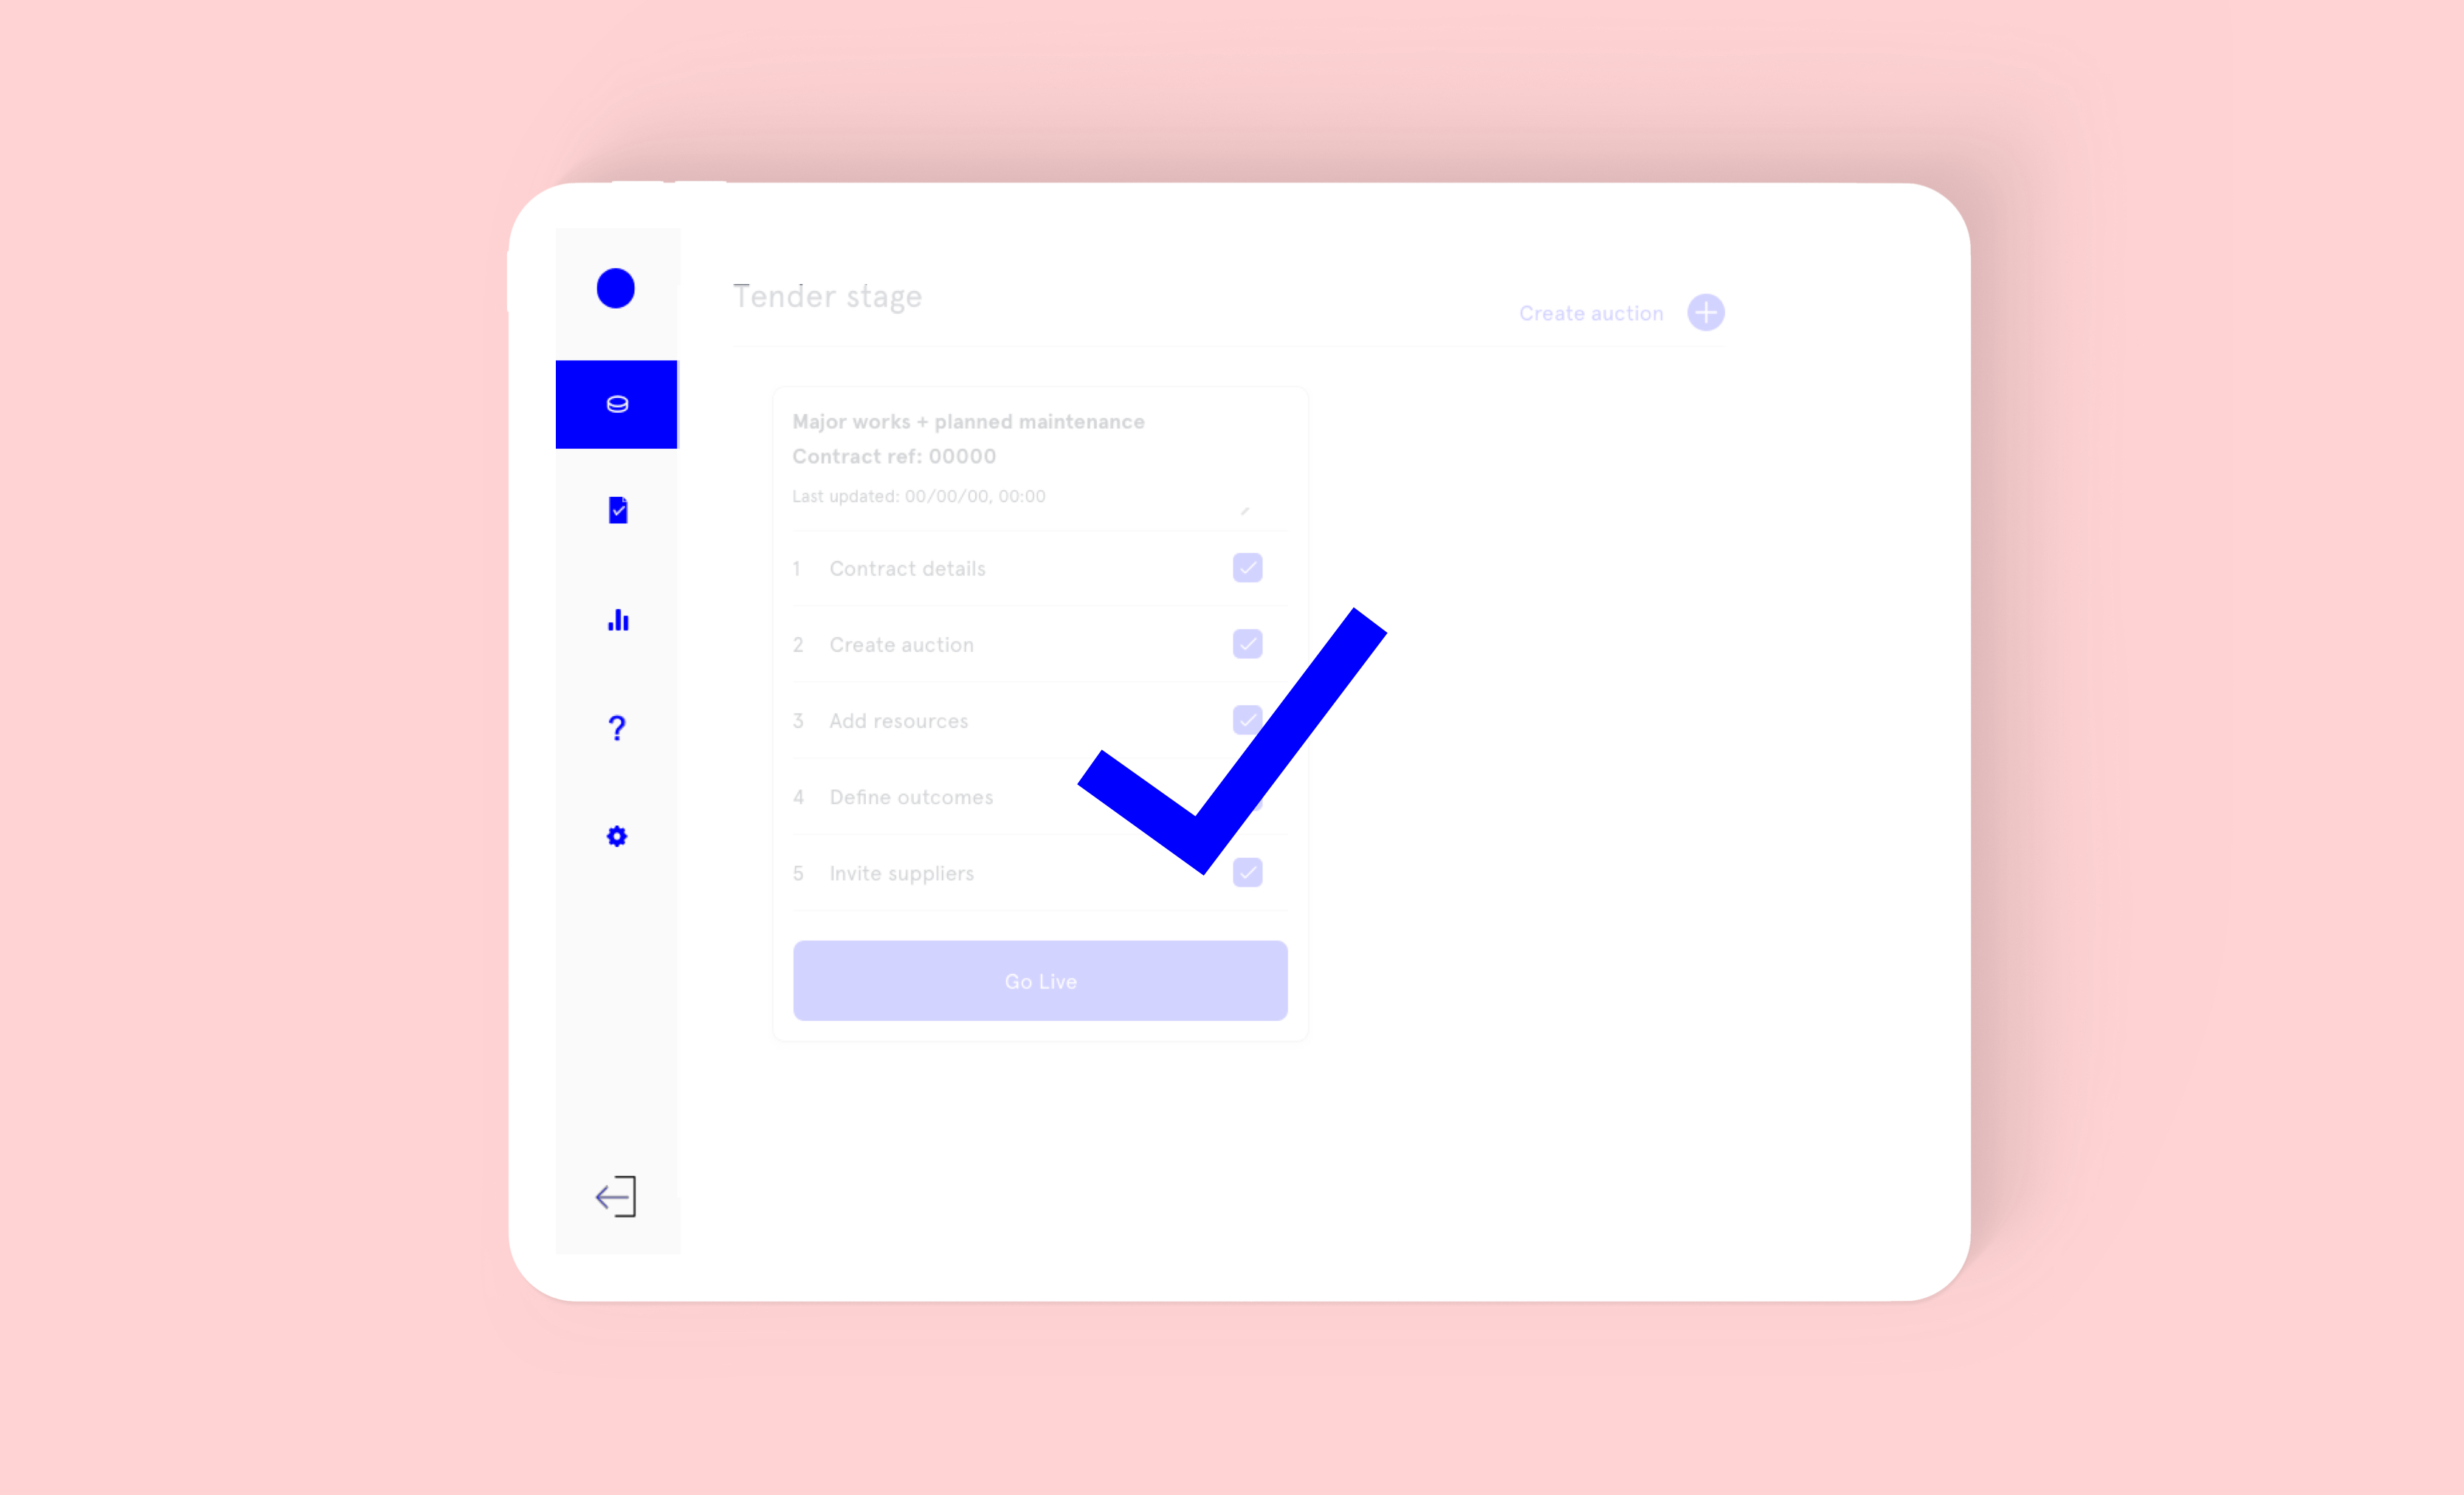 Tender stage
Create auction
Major works + planned maintenance
Contract ref: 00000
Last updated: 00/00/00, 00:00
1 Contract details
2 Create auction
3 Add resources
4 Define outcomes
5 Invite suppliers
Go Live